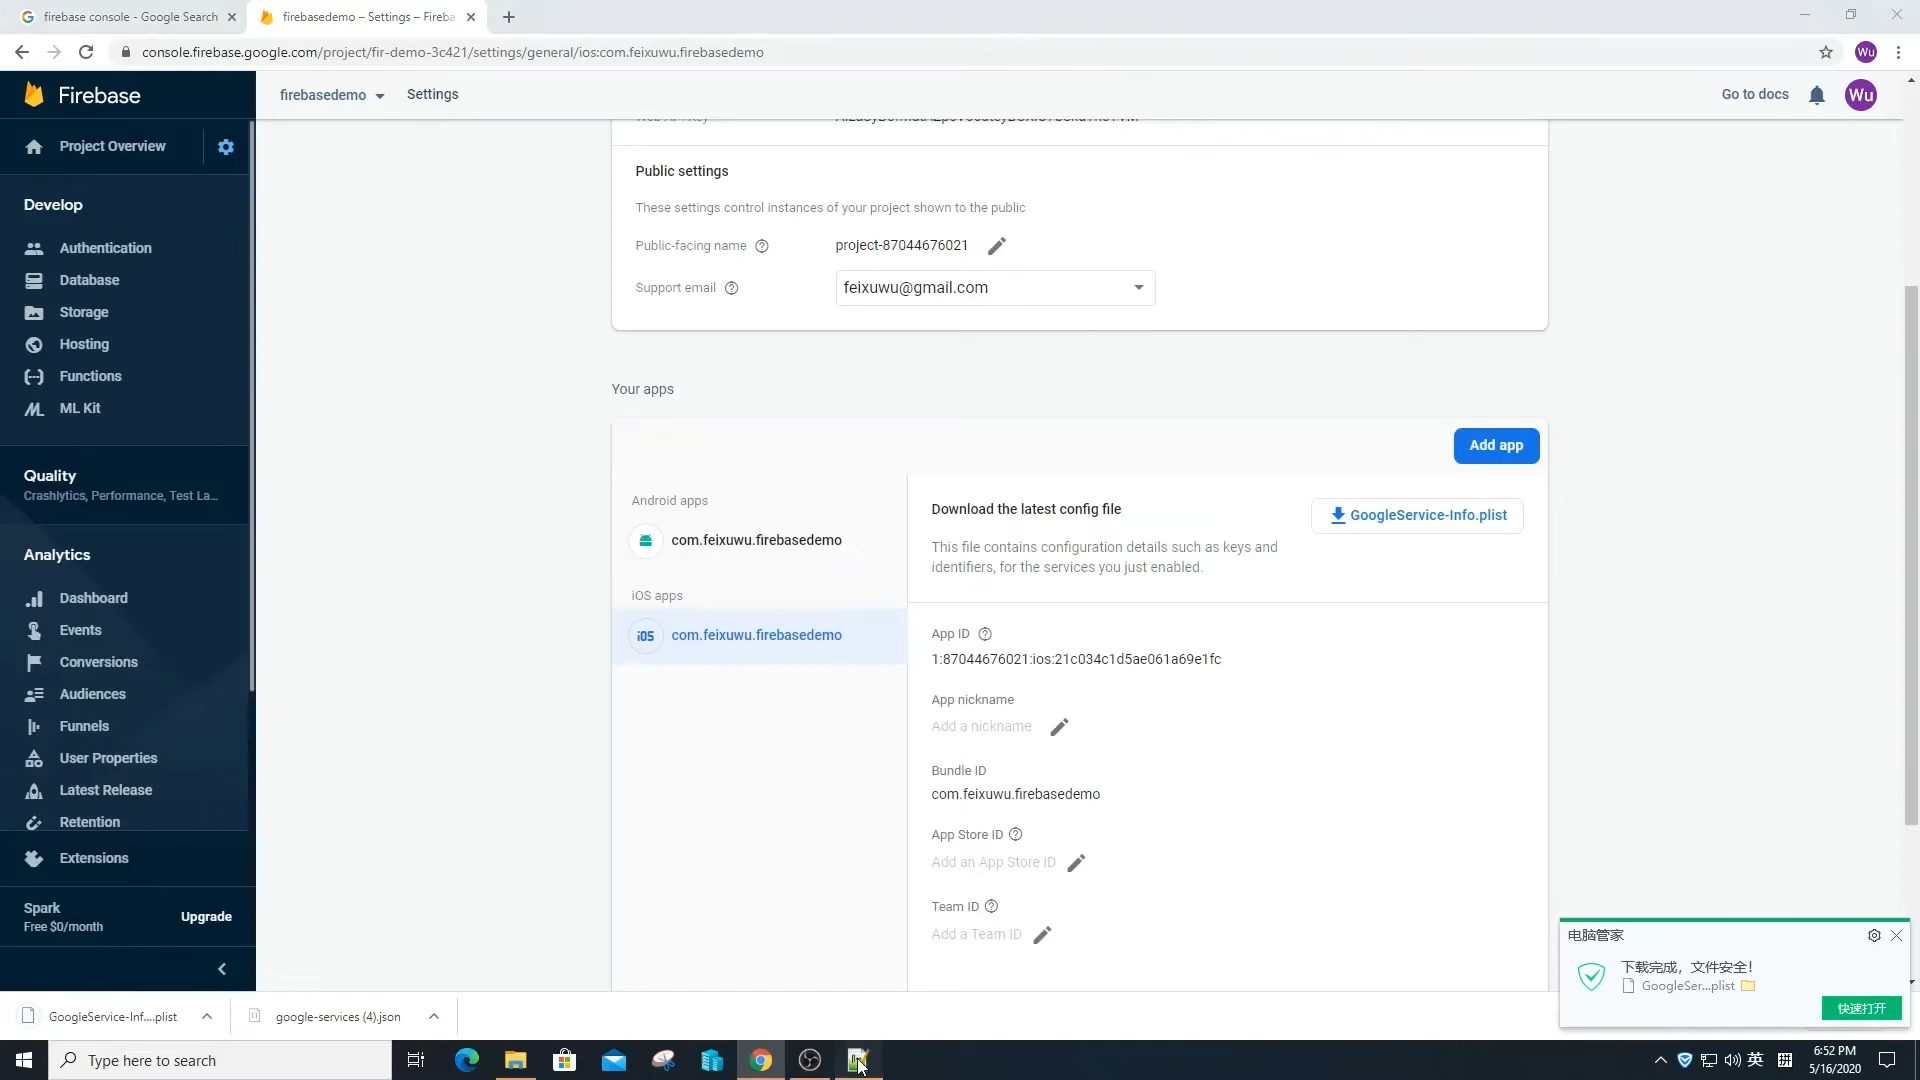 firebase console - Google Search
firebasedemo – Settings – Fireba
console.firebase.google.com/project/fir-demo-3c421/settings/general/ios:com.feixuwu.firebasedemo
Wu
Firebase
firebasedemo
Settings
Go to docs
Wu
Project Overview
Develop
Authentication
Database
Storage
Hosting
Functions
ML Kit
Quality
Crashlytics, Performance, Test La...
Analytics
Dashboard
Events
Conversions
Audiences
Funnels
User Properties
Latest Release
Retention
Extensions
Spark
Free $0/month
Upgrade
Public settings
These settings control instances of your project shown to the public
Public-facing name
project-87044676021
Support email
feixuwu@gmail.com
Your apps
Add app
Android apps
com.feixuwu.firebasedemo
iOS apps
iOS
com.feixuwu.firebasedemo
Download the latest config file
GoogleService-Info.plist
This file contains configuration details such as keys and
identifiers, for the services you just enabled.
App ID
1:87044676021:ios:21c034c1d5ae061a69e1fc
App nickname
Add a nickname
Bundle ID
com.feixuwu.firebasedemo
App Store ID
Add an App Store ID
Team ID
Add a Team ID
电脑管家
下载完成，文件安全！
GoogleSer...plist
快速打开
GoogleService-Inf....plist
google-services (4).json
Type here to search
英
拼
6:52 PM
5/16/2020